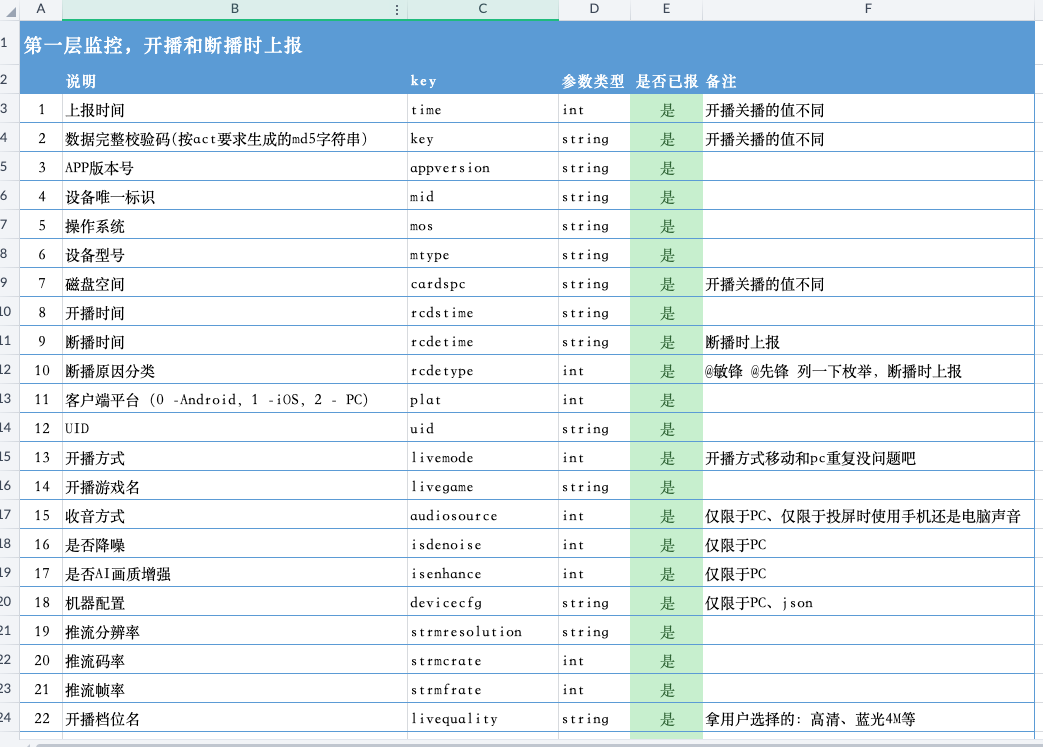 A B C D E F
1 第一层监控，开播和断播时上报
2 说明 key 参数类型 是否已报 备注
3 1 上报时间 time int 是 开播关播的值不同
4 2 数据完整校验码(按act要求生成的md5字符串) key string 是 开播关播的值不同
5 3 APP版本号 appversion string 是
6 4 设备唯一标识 mid string 是
7 5 操作系统 mos string 是
8 6 设备型号 mtype string 是
9 7 磁盘空间 cardspc string 是 开播关播的值不同
10 8 开播时间 rcdstime string 是
11 9 断播时间 rcdetime string 是 断播时上报
12 10 断播原因分类 rcdetype int 是 @敏锋 @先锋 列一下枚举，断播时上报
13 11 客户端平台（0 -Android, 1 -iOS, 2 - PC） plat int 是
14 12 UID uid string 是
15 13 开播方式 livemode int 是 开播方式移动和pc重复没问题吧
16 14 开播游戏名 livegame string 是
17 15 收音方式 audiosource int 是 仅限于PC、仅限于投屏时使用手机还是电脑声音
18 16 是否降噪 isdenoise int 是 仅限于PC
19 17 是否AI画质增强 isenhance int 是 仅限于PC
20 18 机器配置 devicecfg string 是 仅限于PC、json
21 19 推流分辨率 strmresolution string 是
22 20 推流码率 strmcrate int 是
23 21 推流帧率 strmfrate int 是
24 22 开播档位名 livequality string 是 拿用户选择的：高清、蓝光4M等